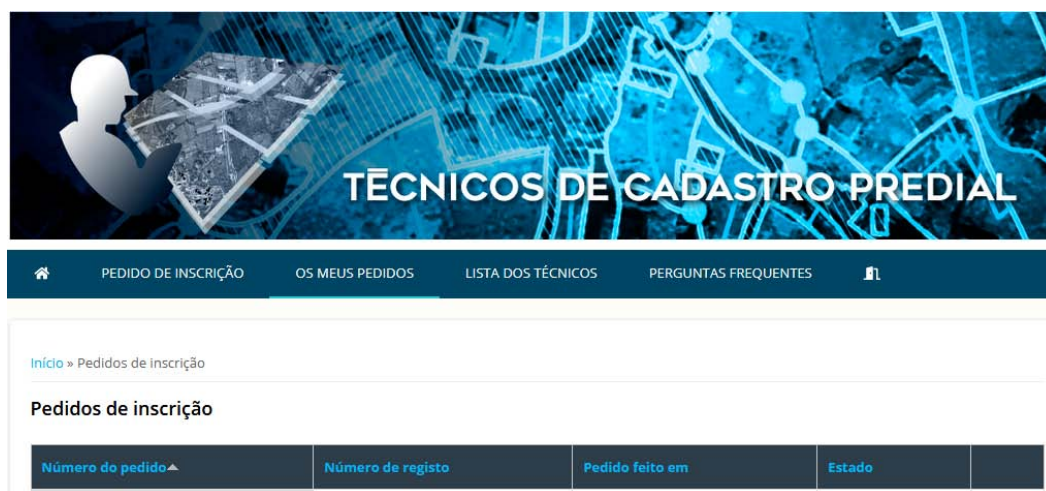 TÉCNICOS DE CADASTRO PREDIAL
PEDIDO DE INSCRIÇÃO OS MEUS PEDIDOS LISTA DOS TÉCNICOS PERGUNTAS FREQUENTES
Início » Pedidos de inscrição
Pedidos de inscrição
Número do pedido Número de registo Pedido feito em Estado